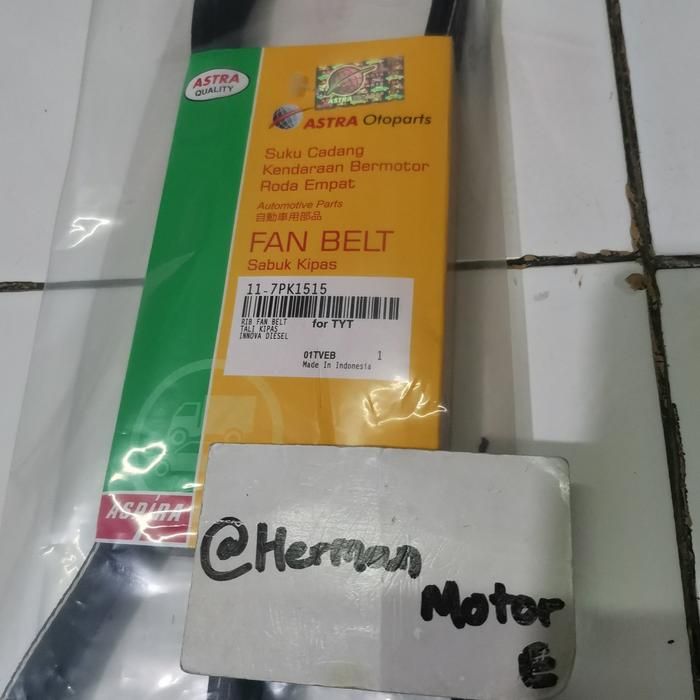 ASTRA
QUALITY
ASTRA
ASTRA Otoparts
Suku Cadang
Kendaraan Bermotor
Roda Empat
Automotive Parts
自動車用部品
FAN BELT
Sabuk Kipas
11-7PK1515
RIB FAN BELT
for TYT
TALI KIPAS
INNOVA DIESEL
01TVEB 1
Made In Indonesia
ASPIRA
@Herman
Motor